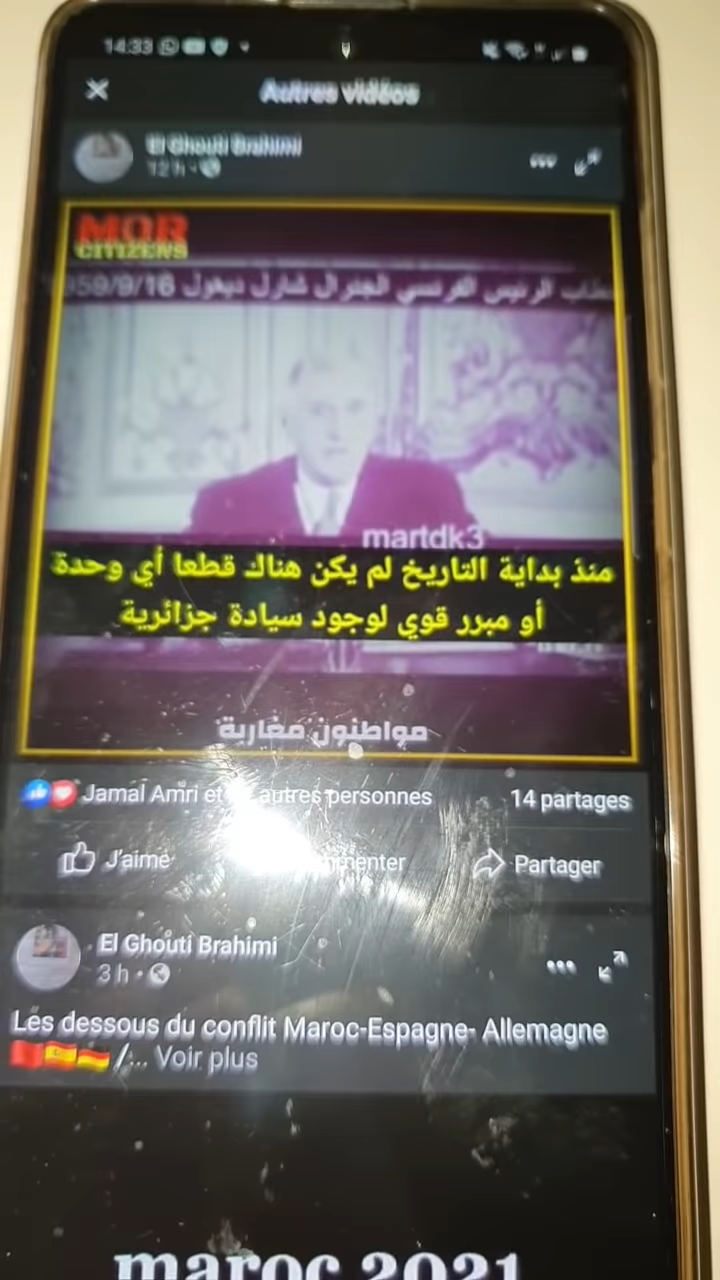 14:33
Autres vidéos
El Ghouti Brahimi
12 h
MOR
CITIZENS
خطاب الرئيس الفرنسي الجنرال شارل ديغول 1959/9/16
martdk3
منذ بداية التاريخ لم يكن هناك قطعا أي وحدة
أو مبرر قوي لوجود سيادة جزائرية
مواطنون مغاربة
Jamal Amri et autres personnes
14 partages
J'aime
Commenter
Partager
El Ghouti Brahimi
3 h
Les dessous du conflit Maroc-Espagne- Allemagne
/... Voir plus
maroc 2021